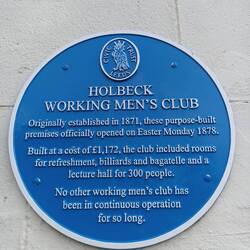 CIVIC TRUST
LEEDS
HOLBECK
WORKING MEN'S CLUB
Originally established in 1871, these purpose-built
premises officially opened on Easter Monday 1878.
Built at a cost of £1,172, the club included rooms
for refreshment, billiards and bagatelle and a
lecture hall for 300 people.
No other working men's club has
been in continuous operation
for so long.